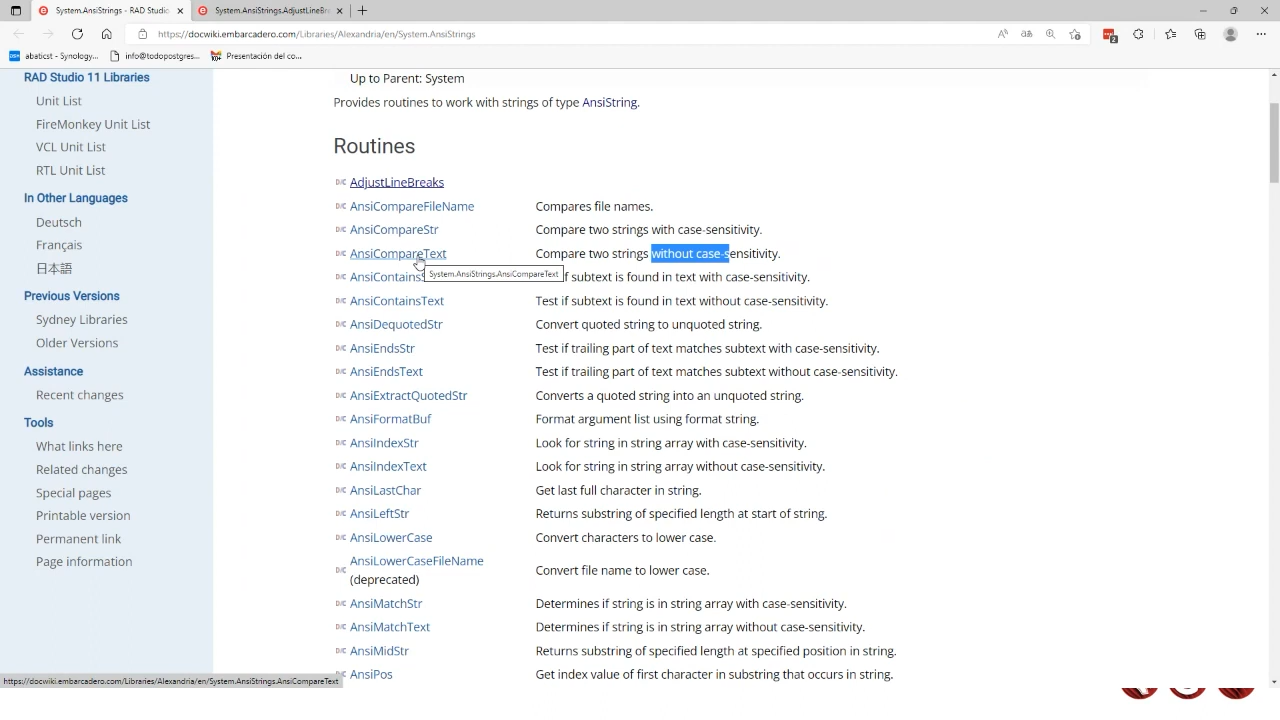 System.AnsiStrings - RAD Studio
System.AnsiStrings.AdjustLineBre
https://docwiki.embarcadero.com/Libraries/Alexandria/en/System.AnsiStrings
2
abaticst - Synology...
info@todopostgres...
Presentación del co...
RAD Studio 11 Libraries
Unit List
FireMonkey Unit List
VCL Unit List
RTL Unit List
In Other Languages
Deutsch
Français
日本語
Previous Versions
Sydney Libraries
Older Versions
Assistance
Recent changes
Tools
What links here
Related changes
Special pages
Printable version
Permanent link
Page information
Up to Parent: System
Provides routines to work with strings of type AnsiString.
Routines
AdjustLineBreaks
AnsiCompareFileName Compares file names.
AnsiCompareStr Compare two strings with case-sensitivity.
AnsiCompareText Compare two strings without case-sensitivity.
System.AnsiStrings.AnsiCompareText
AnsiContains f subtext is found in text with case-sensitivity.
AnsiContainsText Test if subtext is found in text without case-sensitivity.
AnsiDequotedStr Convert quoted string to unquoted string.
AnsiEndsStr Test if trailing part of text matches subtext with case-sensitivity.
AnsiEndsText Test if trailing part of text matches subtext without case-sensitivity.
AnsiExtractQuotedStr Converts a quoted string into an unquoted string.
AnsiFormatBuf Format argument list using format string.
AnsiIndexStr Look for string in string array with case-sensitivity.
AnsiIndexText Look for string in string array without case-sensitivity.
AnsiLastChar Get last full character in string.
AnsiLeftStr Returns substring of specified length at start of string.
AnsiLowerCase Convert characters to lower case.
AnsiLowerCaseFileName
(deprecated) Convert file name to lower case.
AnsiMatchStr Determines if string is in string array with case-sensitivity.
AnsiMatchText Determines if string is in string array without case-sensitivity.
AnsiMidStr Returns substring of specified length at specified position in string.
AnsiPos Get index value of first character in substring that occurs in string.
https://docwiki.embarcadero.com/Libraries/Alexandria/en/System.AnsiStrings.AnsiCompareText